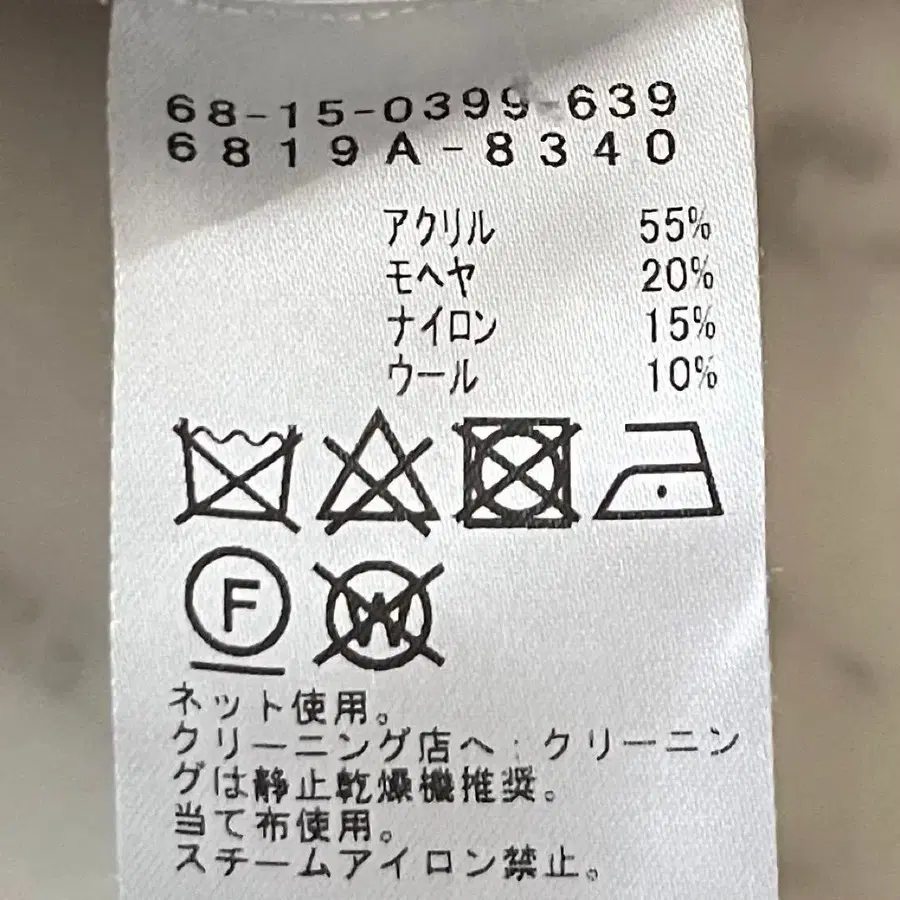 68-15-0399-639
6819A-8340
アクリル 55%
モヘヤ 20%
ナイロン 15%
ウール 10%
F W
ネット使用。
クリーニング店へ:クリーニン
グは静止乾燥機推奨。
当て布使用。
スチームアイロン禁止。